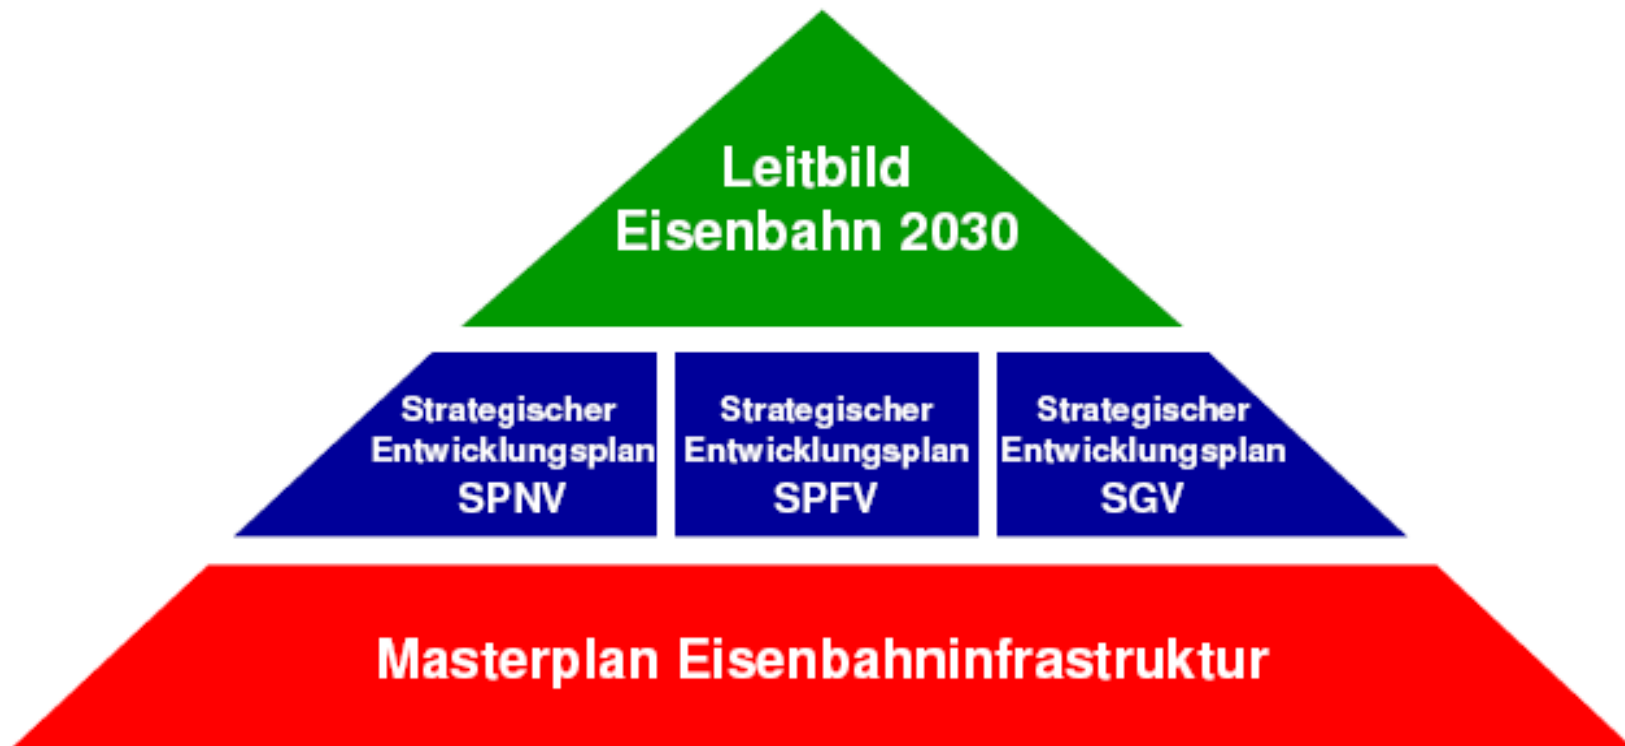 Leitbild
Eisenbahn 2030
Strategischer
Entwicklungsplan
SPNV
Strategischer
Entwicklungsplan
SPFV
Strategischer
Entwicklungsplan
SGV
Masterplan Eisenbahninfrastruktur